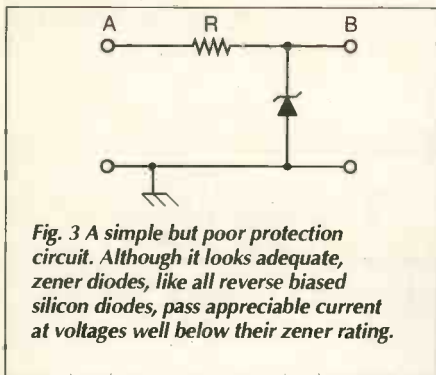 A R B
Fig. 3 A simple but poor protection
circuit. Although it looks adequate,
zener diodes, like all reverse biased
silicon diodes, pass appreciable current
at voltages well below their zener rating.